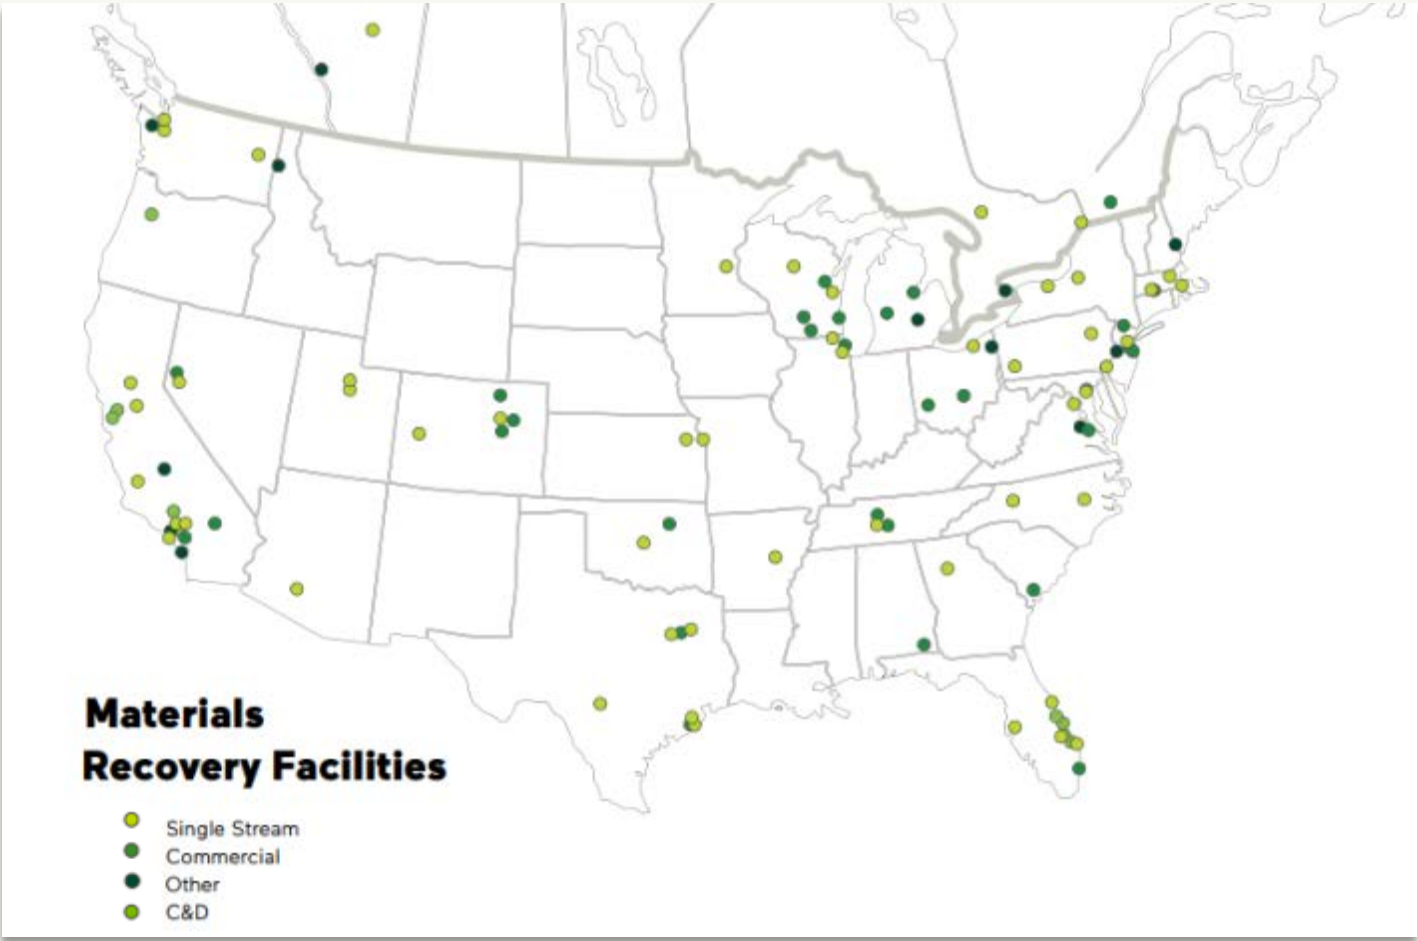 Materials
Recovery Facilities
Single Stream
Commercial
Other
C&D